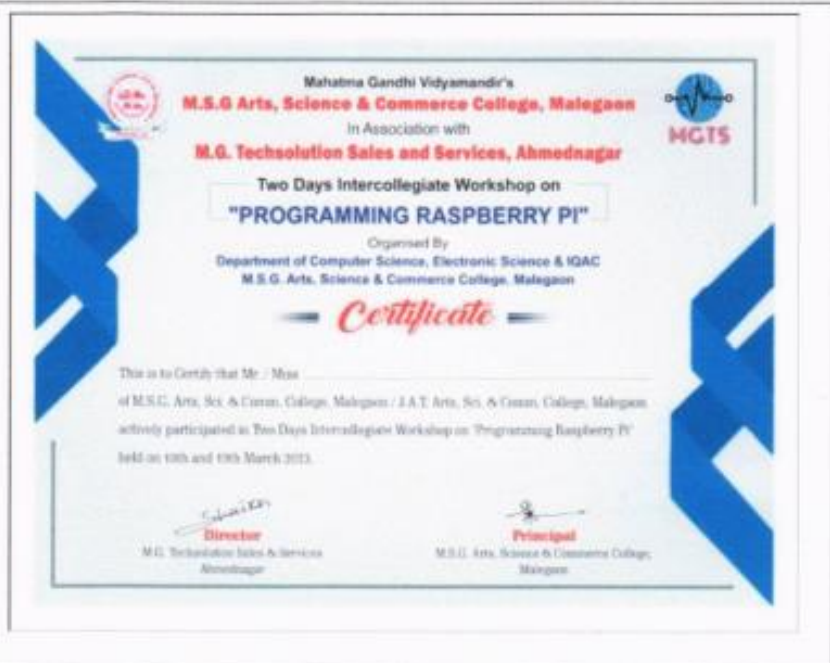 Mahatma Gandhi Vidyamandir's
M.S.G Arts, Science & Commerce College, Malegaon
In Association with
M.G. Techsolution Sales and Services, Ahmednagar
MGTS
Two Days Intercollegiate Workshop on
"PROGRAMMING RASPBERRY PI"
Organised By
Department of Computer Science, Electronic Science & IQAC
M.S.G. Arts, Science & Commerce College, Malegaon
Certificate
This is to Certify that Mr / Miss
of M.S.G. Arts, Sci. & Comm. College, Malegaon / J.A.T. Arts, Sci. & Comm. College, Malegaon
actively participated in Two Days Intercollegiate Workshop on "Programming Raspberry Pi"
held on and March
Director
M.G. Techsolution Sales & Services
Ahmednagar
Principal
M.S.G. Arts, Science & Commerce College,
Malegaon